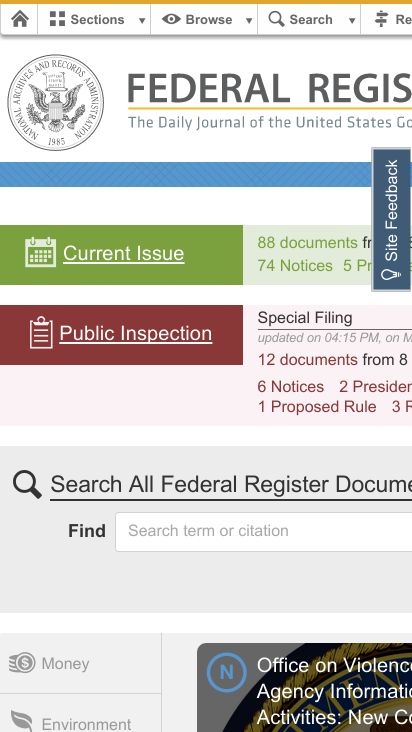 Sections Browse Search Re
NATIONAL ARCHIVES AND RECORDS ADMINISTRATION
1985
FEDERAL REGIS
The Daily Journal of the United States Go
Site Feedback
Current Issue
88 documents fr
74 Notices 5 Pr
Public Inspection
Special Filing
updated on 04:15 PM, on M
12 documents from 8
6 Notices 2 Presiden
1 Proposed Rule 3 R
Search All Federal Register Docume
Find Search term or citation
Money
Environment
N
Office on Violence
Agency Informatio
Activities: New Co